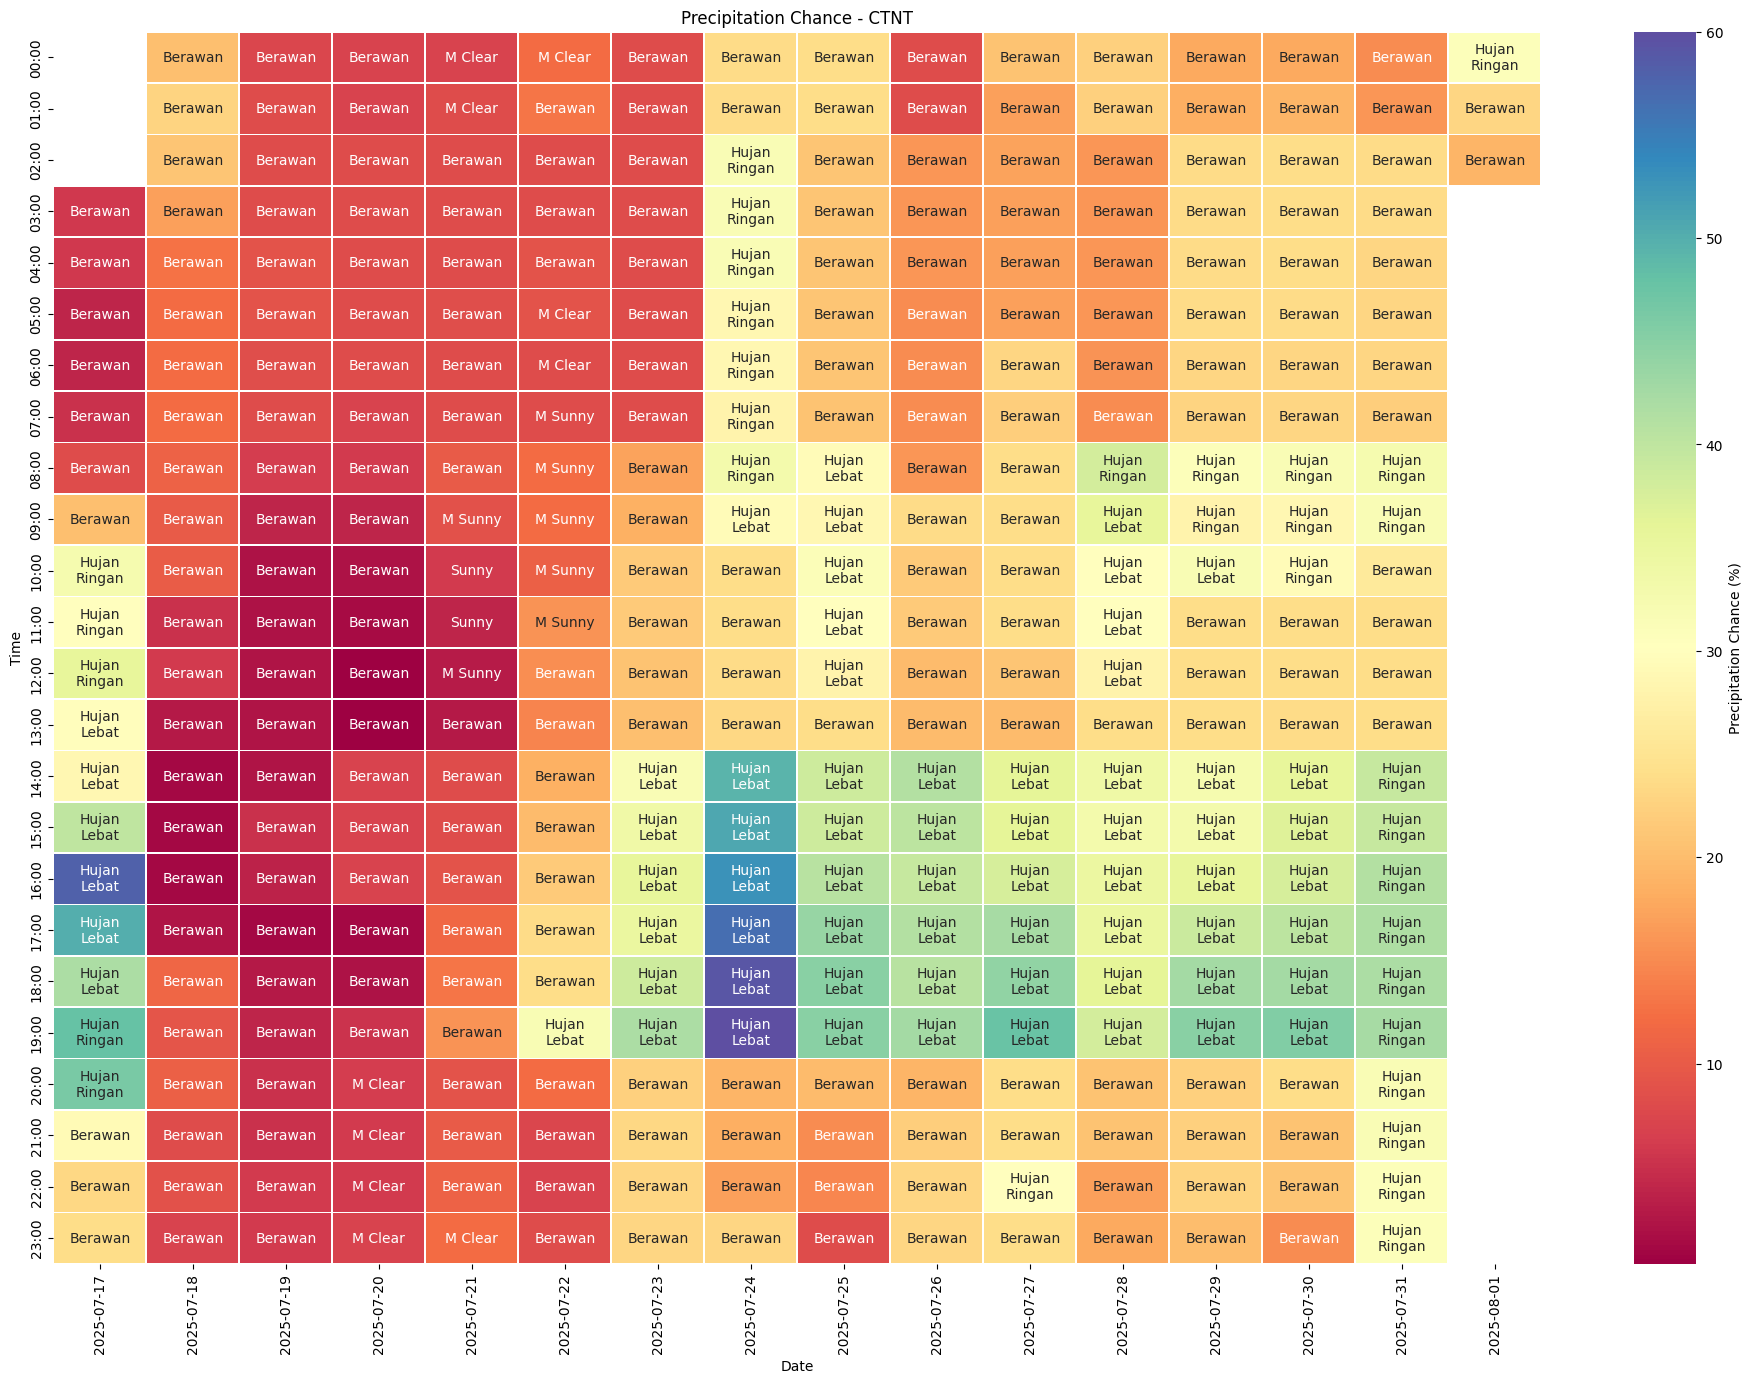 Precipitation Chance - CTNT
00:00 Berawan Berawan Berawan M Clear M Clear Berawan Berawan Berawan Berawan Berawan Berawan Berawan Berawan Berawan Hujan Ringan
01:00 Berawan Berawan Berawan M Clear Berawan Berawan Berawan Berawan Berawan Berawan Berawan Berawan Berawan Berawan Berawan
02:00 Berawan Berawan Berawan Berawan Berawan Berawan Hujan Ringan Berawan Berawan Berawan Berawan Berawan Berawan Berawan Berawan
03:00 Berawan Berawan Berawan Berawan Berawan Berawan Berawan Hujan Ringan Berawan Berawan Berawan Berawan Berawan Berawan Berawan
04:00 Berawan Berawan Berawan Berawan Berawan Berawan Berawan Hujan Ringan Berawan Berawan Berawan Berawan Berawan Berawan Berawan
05:00 Berawan Berawan Berawan Berawan Berawan M Clear Berawan Hujan Ringan Berawan Berawan Berawan Berawan Berawan Berawan Berawan
06:00 Berawan Berawan Berawan Berawan Berawan M Clear Berawan Hujan Ringan Berawan Berawan Berawan Berawan Berawan Berawan Berawan
07:00 Berawan Berawan Berawan Berawan Berawan M Sunny Berawan Hujan Ringan Berawan Berawan Berawan Berawan Berawan Berawan Berawan
08:00 Berawan Berawan Berawan Berawan Berawan M Sunny Berawan Hujan Ringan Hujan Lebat Berawan Berawan Hujan Ringan Hujan Ringan Hujan Ringan Hujan Ringan
09:00 Berawan Berawan Berawan Berawan M Sunny M Sunny Berawan Hujan Lebat Hujan Lebat Berawan Berawan Hujan Lebat Hujan Ringan Hujan Ringan Hujan Ringan
10:00 Hujan Ringan Berawan Berawan Berawan Sunny M Sunny Berawan Berawan Hujan Lebat Berawan Berawan Hujan Lebat Hujan Lebat Hujan Ringan Berawan
11:00 Hujan Ringan Berawan Berawan Berawan Sunny M Sunny Berawan Berawan Hujan Lebat Berawan Berawan Hujan Lebat Berawan Berawan Berawan
12:00 Hujan Ringan Berawan Berawan Berawan M Sunny Berawan Berawan Berawan Hujan Lebat Berawan Berawan Hujan Lebat Berawan Berawan Berawan
13:00 Hujan Lebat Berawan Berawan Berawan Berawan Berawan Berawan Berawan Berawan Berawan Berawan Berawan Berawan Berawan Berawan
14:00 Hujan Lebat Berawan Berawan Berawan Berawan Berawan Hujan Lebat Hujan Lebat Hujan Lebat Hujan Lebat Hujan Lebat Hujan Lebat Hujan Lebat Hujan Lebat Hujan Ringan
15:00 Hujan Lebat Berawan Berawan Berawan Berawan Berawan Hujan Lebat Hujan Lebat Hujan Lebat Hujan Lebat Hujan Lebat Hujan Lebat Hujan Lebat Hujan Lebat Hujan Ringan
16:00 Hujan Lebat Berawan Berawan Berawan Berawan Berawan Hujan Lebat Hujan Lebat Hujan Lebat Hujan Lebat Hujan Lebat Hujan Lebat Hujan Lebat Hujan Lebat Hujan Ringan
17:00 Hujan Lebat Berawan Berawan Berawan Berawan Berawan Hujan Lebat Hujan Lebat Hujan Lebat Hujan Lebat Hujan Lebat Hujan Lebat Hujan Lebat Hujan Lebat Hujan Ringan
18:00 Hujan Lebat Berawan Berawan Berawan Berawan Berawan Hujan Lebat Hujan Lebat Hujan Lebat Hujan Lebat Hujan Lebat Hujan Lebat Hujan Lebat Hujan Lebat Hujan Ringan
19:00 Hujan Ringan Berawan Berawan Berawan Berawan Hujan Lebat Hujan Lebat Hujan Lebat Hujan Lebat Hujan Lebat Hujan Lebat Hujan Lebat Hujan Lebat Hujan Lebat Hujan Ringan
20:00 Hujan Ringan Berawan Berawan M Clear Berawan Berawan Berawan Berawan Berawan Berawan Berawan Berawan Berawan Berawan Hujan Ringan
21:00 Berawan Berawan Berawan M Clear Berawan Berawan Berawan Berawan Berawan Berawan Berawan Berawan Berawan Berawan Hujan Ringan
22:00 Berawan Berawan Berawan M Clear Berawan Berawan Berawan Berawan Berawan Berawan Hujan Ringan Berawan Berawan Berawan Hujan Ringan
23:00 Berawan Berawan Berawan M Clear M Clear Berawan Berawan Berawan Berawan Berawan Berawan Berawan Berawan Berawan Hujan Ringan
Time
2025-07-17 2025-07-18 2025-07-19 2025-07-20 2025-07-21 2025-07-22 2025-07-23 2025-07-24 2025-07-25 2025-07-26 2025-07-27 2025-07-28 2025-07-29 2025-07-30 2025-07-31 2025-08-01
Date
60
50
40
30
20
10
Precipitation Chance (%)